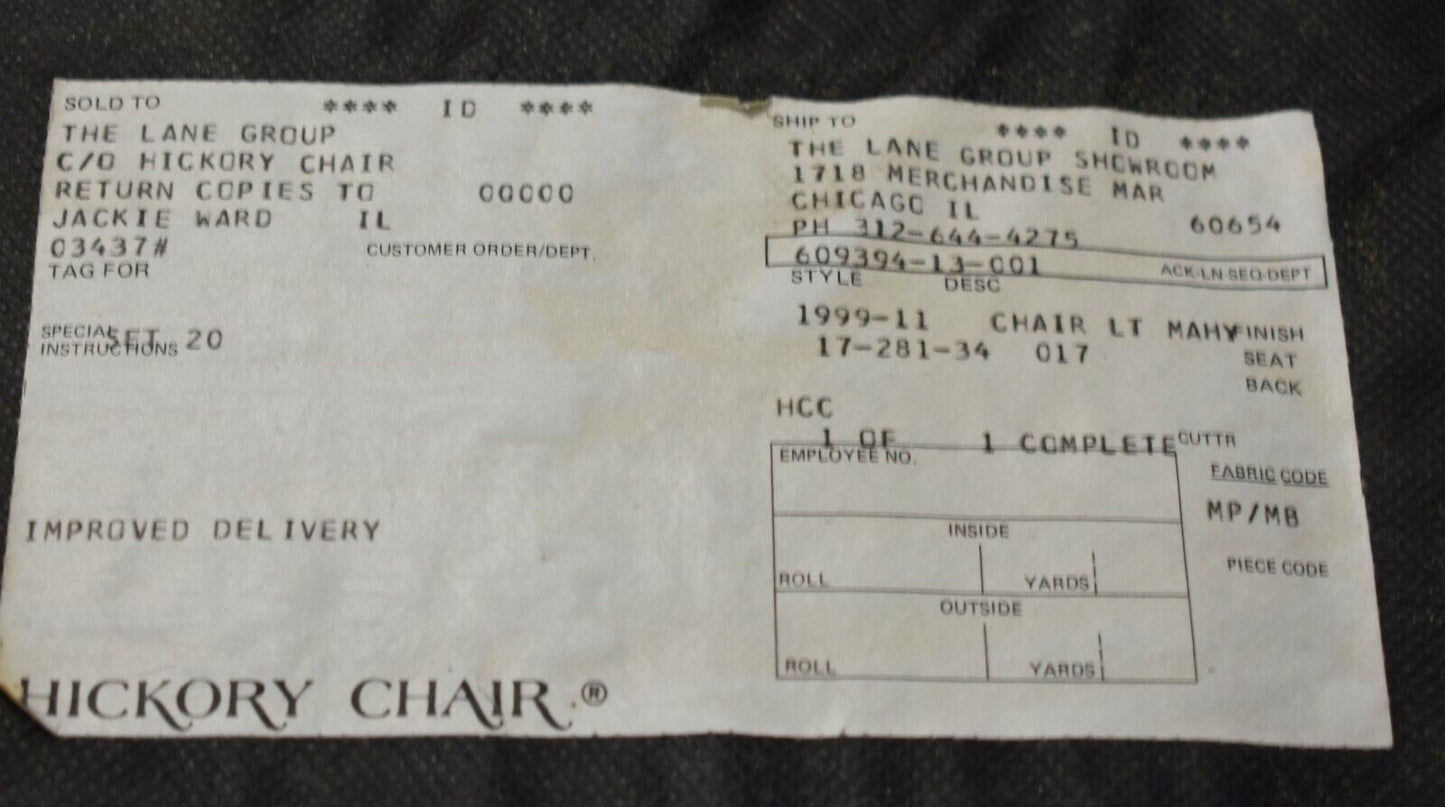 SOLD TO **** ID ****
THE LANE GROUP
C/O HICKORY CHAIR
RETURN COPIES TO 00000
JACKIE WARD IL
03437# CUSTOMER ORDER/DEPT.
TAG FOR
SPECIAL INSTRUCTIONS SET 20
IMPROVED DELIVERY
HICKORY CHAIR.®
SHIP TO **** ID ****
THE LANE GROUP SHOWROOM
1718 MERCHANDISE MAR
CHICAGO IL 60654
PH 312-644-4275
609394-13-001 ACK-LN-SEQ-DEPT
STYLE DESC
1999-11 CHAIR LT MAHY FINISH
17-281-34 017 SEAT
BACK
HCC
1 OF 1 COMPLETE CUTTR
EMPLOYEE NO. FABRIC CODE
MP/MB
INSIDE
ROLL YARDS PIECE CODE
OUTSIDE
ROLL YARDS